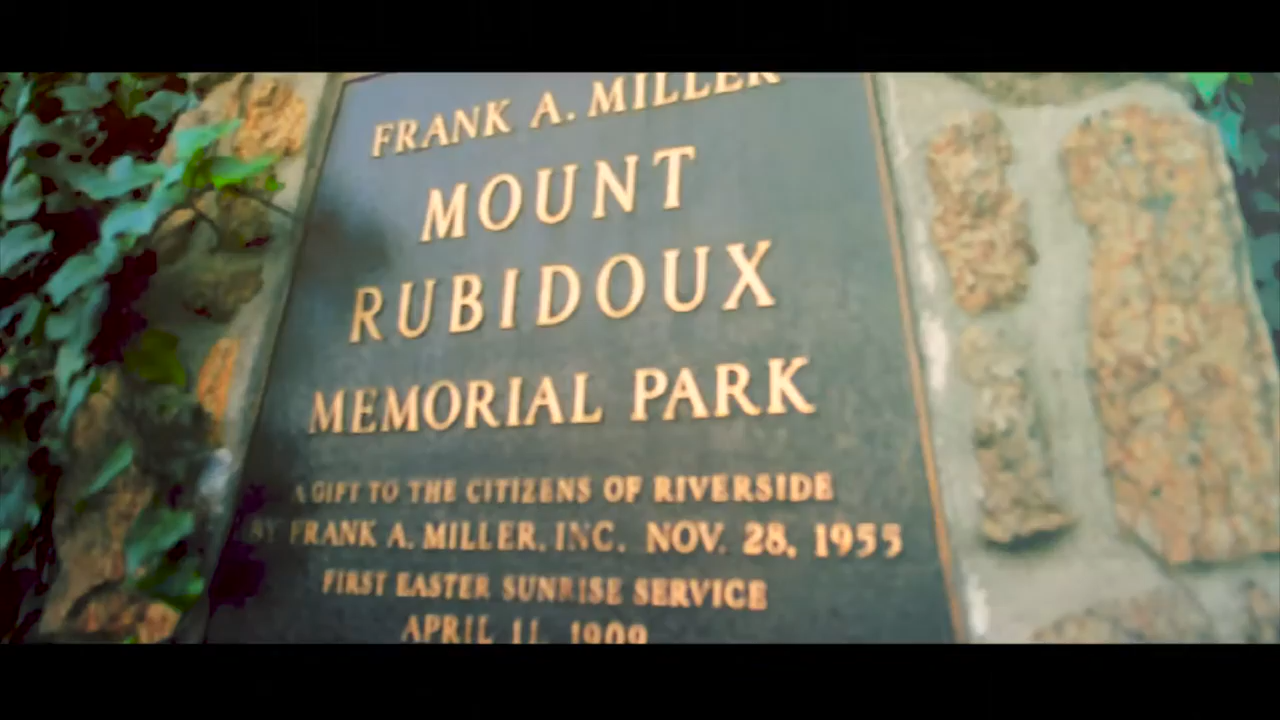 FRANK A. MILLER
MOUNT
RUBIDOUX
MEMORIAL PARK
A GIFT TO THE CITIZENS OF RIVERSIDE
BY FRANK A. MILLER, INC. NOV. 28, 1955
FIRST EASTER SUNRISE SERVICE
APRIL 11, 1909